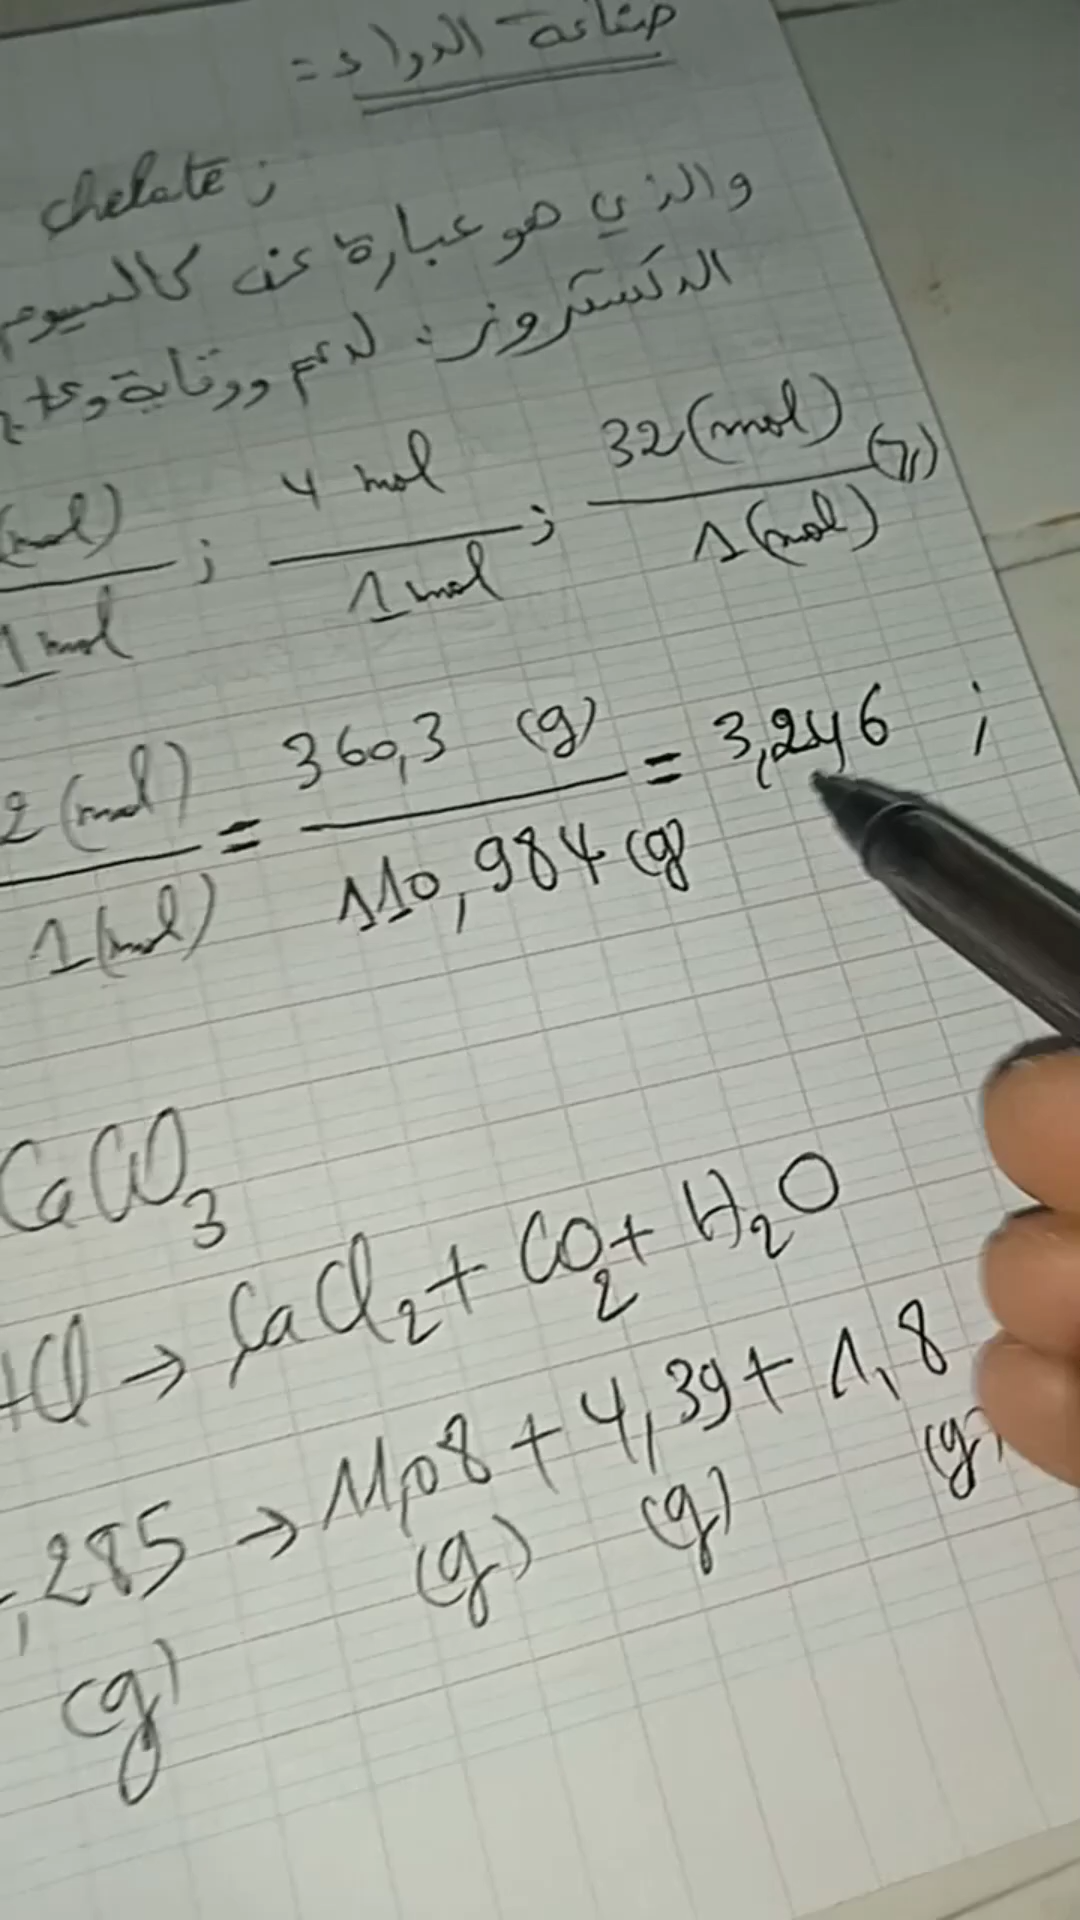 صناعة الدواء :
chelate ;
والذي هو عبارة عن كالسيوم
الدكستروز : لدعم ووقاية
(mol) / 1 mol ; 4 mol / 1 mol ; 32 (mol) / 1 (mol)
2 (mol) / 1 (mol) = 360,3 (g) / 110,984 (g) = 3,246 ;
CaCO3
HCl → CaCl2 + CO2 + H2O
,285 (g) → 11,08 (g) + 4,39 (g) + 1,8 (g)